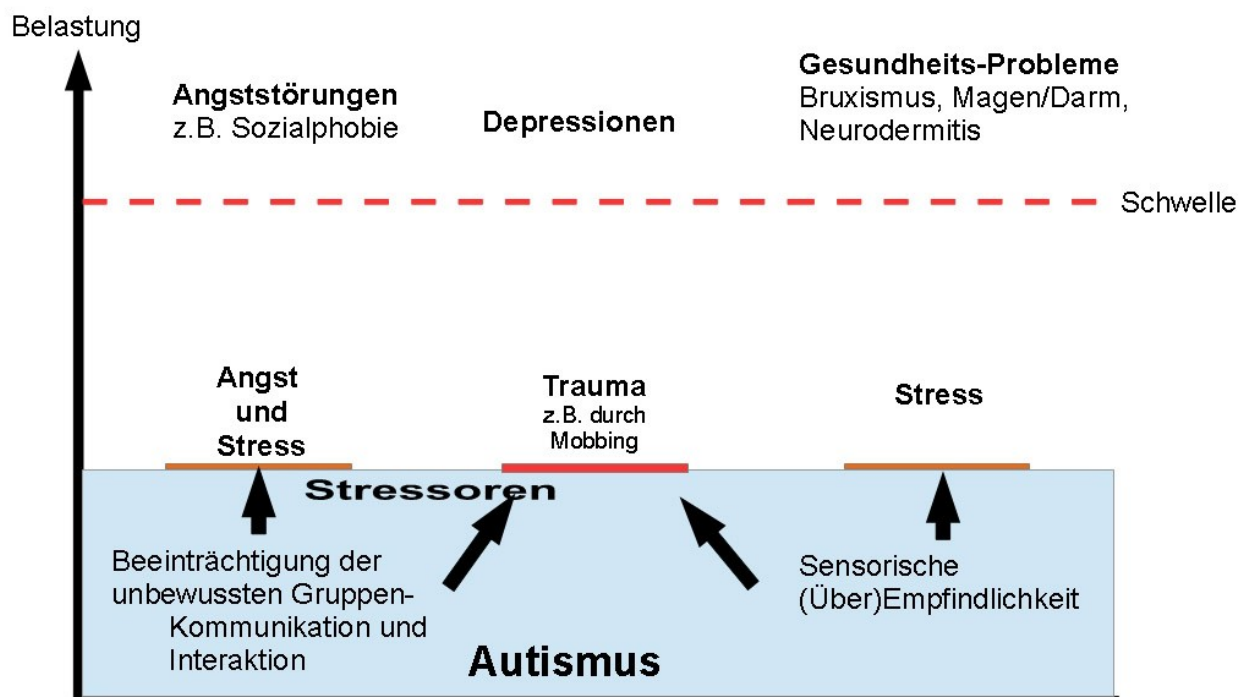 Belastung
Angststörungen
z.B. Sozialphobie
Depressionen
Gesundheits-Probleme
Bruxismus, Magen/Darm,
Neurodermitis
Schwelle
Angst
und
Stress
Trauma
z.B. durch
Mobbing
Stress
Stressoren
Beeinträchtigung der
unbewussten Gruppen-
Kommunikation und
Interaktion
Sensorische
(Über)Empfindlichkeit
Autismus